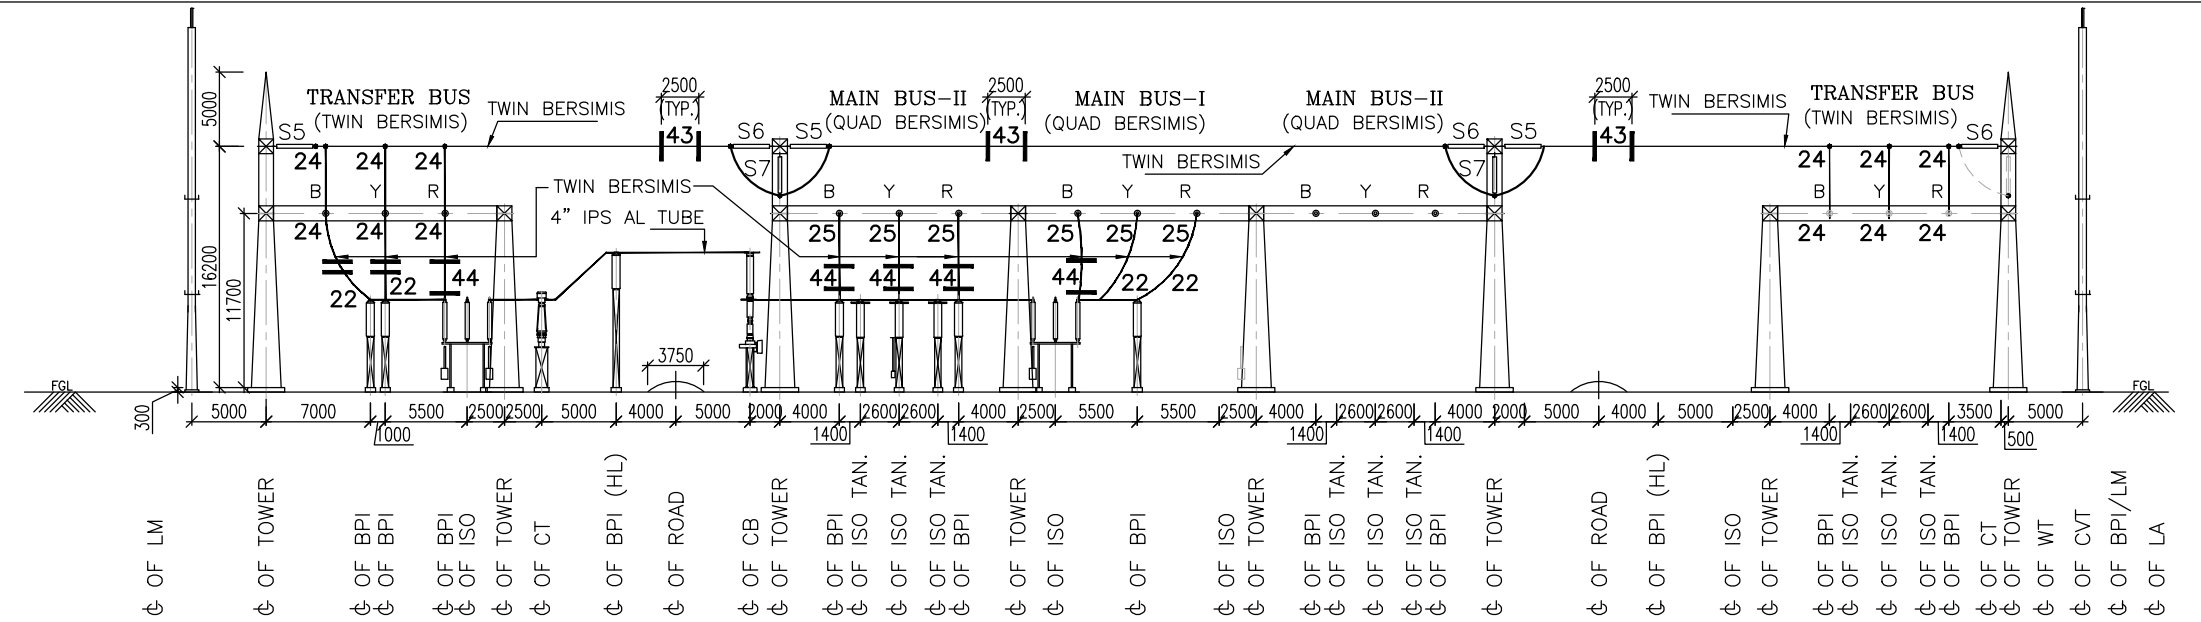 2500 2500 2500
TRANSFER BUS TWIN BERSIMIS (TYP.) MAIN BUS-II (TYP.) MAIN BUS-I MAIN BUS-II (TYP.) TWIN BERSIMIS TRANSFER BUS
(TWIN BERSIMIS) (QUAD BERSIMIS) (QUAD BERSIMIS) (QUAD BERSIMIS) (TWIN BERSIMIS)
5000 S5 43 S6 S5 43 S6 S5 43 S6
24 24 24 S7 TWIN BERSIMIS S7 24 24 24
B Y R TWIN BERSIMIS B Y R B Y R B Y R B Y R
4" IPS AL TUBE
24 24 24 25 25 25 25 25 25 24 24 24
16200 11700
22 22 44 44 44 44 44 22 22
3750
FGL FGL
300
5000 7000 5500 2500 2500 5000 4000 5000 2000 4000 2600 2600 4000 2500 5500 5500 2500 4000 2600 2600 4000 2000 5000 4000 5000 2500 4000 2600 2600 3500 5000
1000 1400 1400 1400 1400 1400 1400 500
℄ OF LM
℄ OF TOWER
℄ OF BPI
℄ OF BPI
℄ OF BPI
℄ OF ISO
℄ OF TOWER
℄ OF CT
℄ OF BPI (HL)
℄ OF ROAD
℄ OF CB
℄ OF TOWER
℄ OF BPI
℄ OF ISO TAN.
℄ OF ISO TAN.
℄ OF ISO TAN.
℄ OF BPI
℄ OF TOWER
℄ OF ISO
℄ OF BPI
℄ OF ISO
℄ OF TOWER
℄ OF BPI
℄ OF ISO TAN.
℄ OF ISO TAN.
℄ OF ISO TAN.
℄ OF BPI
℄ OF TOWER
℄ OF ROAD
℄ OF BPI (HL)
℄ OF ISO
℄ OF TOWER
℄ OF BPI
℄ OF ISO TAN.
℄ OF ISO TAN.
℄ OF ISO TAN.
℄ OF BPI
℄ OF CT
℄ OF TOWER
℄ OF WT
℄ OF CVT
℄ OF BPI/LM
℄ OF LA